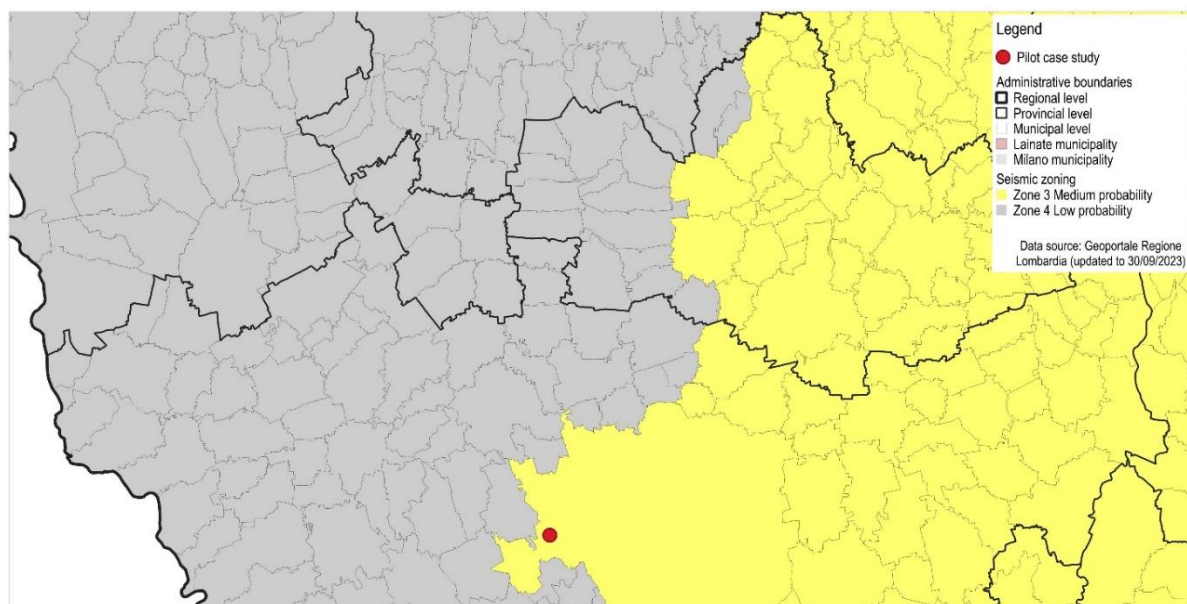 Legend
Pilot case study
Administrative boundaries
Regional level
Provincial level
Municipal level
Lainate municipality
Milano municipality
Seismic zoning
Zone 3 Medium probability
Zone 4 Low probability
Data source: Geoportale Regione
Lombardia (updated to 30/09/2023)